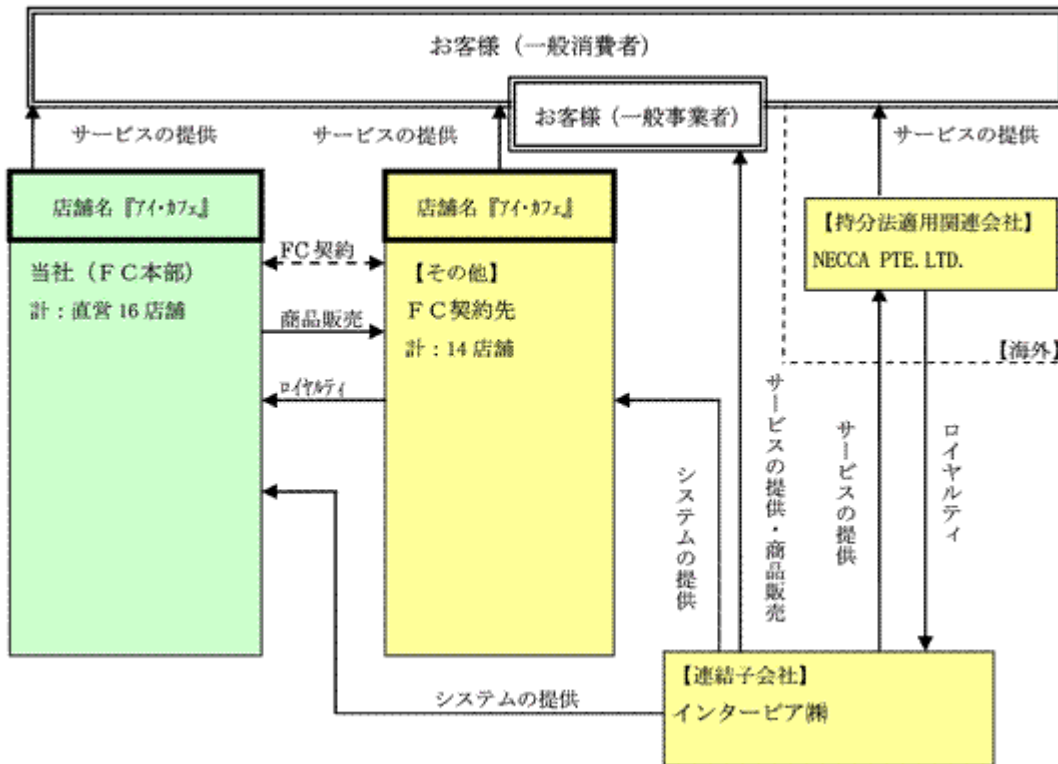 お客様（一般消費者）
お客様（一般事業者）
サービスの提供
サービスの提供
サービスの提供
店舗名『アイ・カフェ』
当社（ＦＣ本部）
計：直営 16 店舗
FC 契約
商品販売
ロイヤルティ
店舗名『アイ・カフェ』
【その他】
ＦＣ契約先
計：14 店舗
【持分法適用関連会社】
NECCA PTE.LTD.
【海外】
システムの提供
サービスの提供・商品販売
サービスの提供
ロイヤルティ
システムの提供
【連結子会社】
インターピア㈱